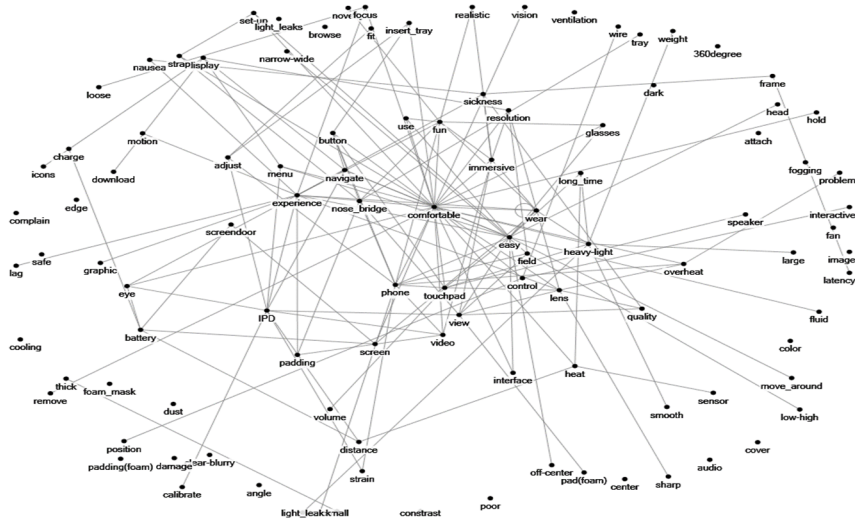 novel focus
set-up
light_leaks
browse
fit
insert_tray
realistic
vision
ventilation
wire
tray
weight
360degree
narrow-wide
nausea
strap display
loose
sickness
dark
frame
resolution
head
hold
use
fun
glasses
button
attach
motion
charge
icons
download
adjust
menu
navigate
immersive
long_time
fogging
problem
edge
experience
nose_bridge
comfortable
wear
speaker
interactive
complain
screendoor
easy
heavy-light
fan
safe
lag
graphic
field
large
image
overheat
latency
eye
phone
touchpad
control
lens
IPD
view
quality
fluid
battery
video
cooling
screen
color
padding
thick
foam_mask
remove
interface
heat
move_around
sensor
low-high
dust
volume
smooth
position
distance
cover
padding(foam)
damage
off-center
pad(foam)
center
audio
strain
sharp
calibrate
angle
poor
constrast